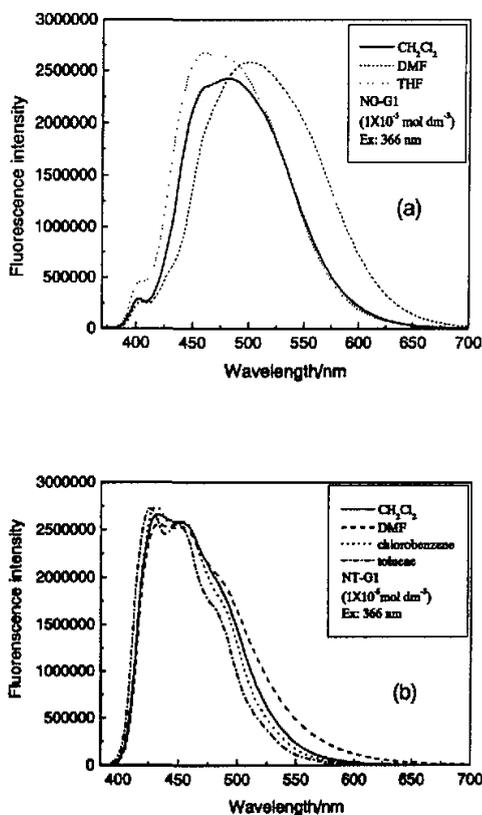 3000000
2500000
2000000
1500000
1000000
500000
0
Fluorescence intensity
CH₂Cl₂
DMF
THF
NO-G1
(1X10⁻⁵ mol dm⁻³)
Ex: 366 nm
(a)
400 450 500 550 600 650 700
Wavelength/nm
3000000
2500000
2000000
1500000
1000000
500000
0
Fluorenscence intensity
CH₂Cl₂
DMF
chlorobenzene
toluene
NT-G1
mol dm⁻³)
Ex: 366 nm
(b)
400 450 500 550 600 650 700
Wavelength/nm